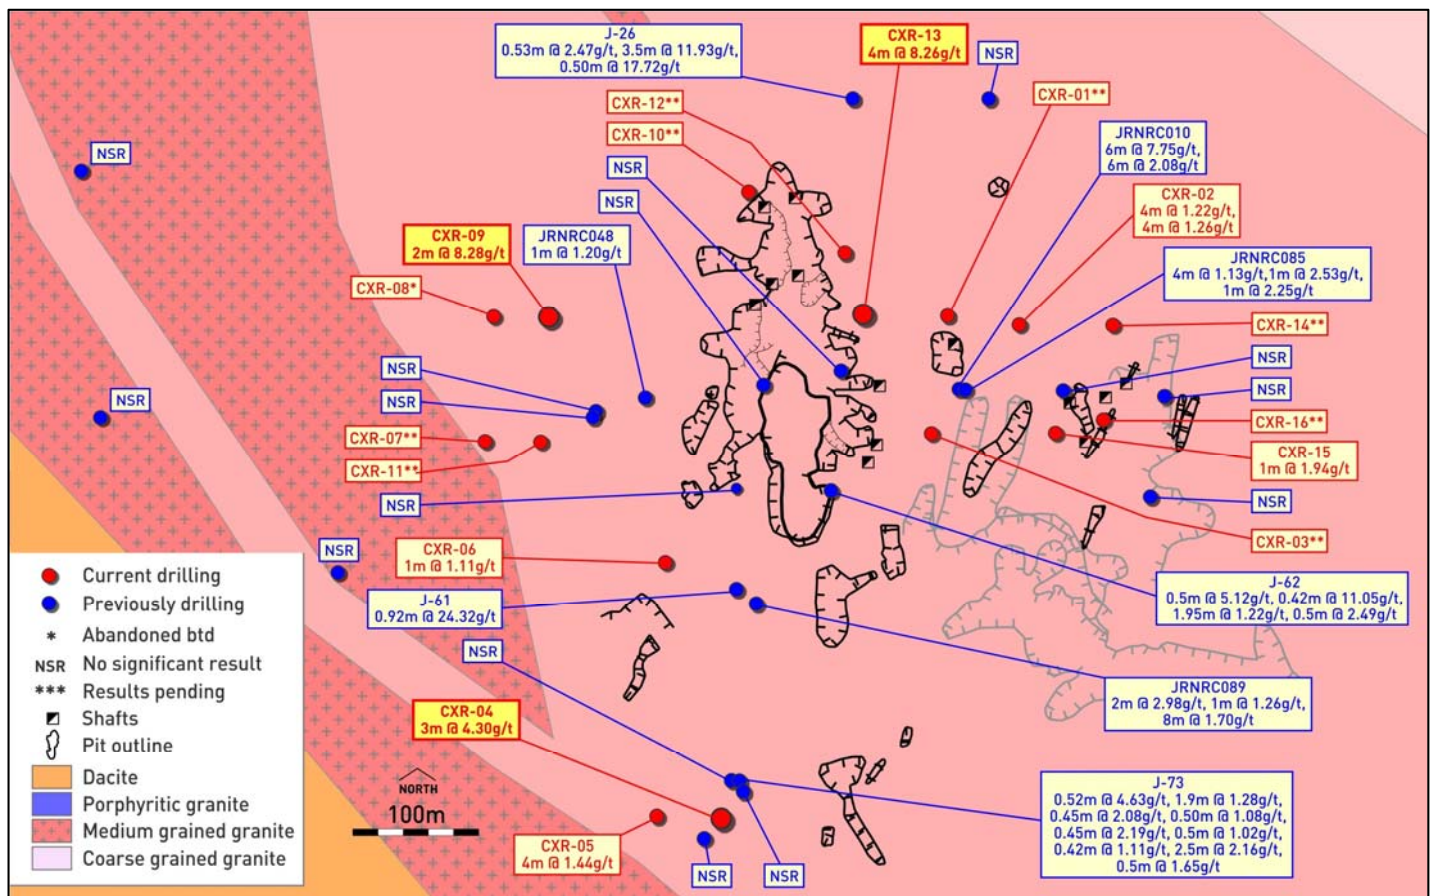 J-26
0.53m @ 2.47g/t, 3.5m @ 11.93g/t,
0.50m @ 17.72g/t
CXR-13
4m @ 8.26g/t
NSR
CXR-12**
CXR-01**
CXR-10**
JRNRC010
6m @ 7.75g/t,
6m @ 2.08g/t
NSR
NSR
NSR
CXR-02
4m @ 1.22g/t,
4m @ 1.26g/t
CXR-09
2m @ 8.28g/t
JRNRC048
1m @ 1.20g/t
JRNRC085
4m @ 1.13g/t,1m @ 2.53g/t,
1m @ 2.25g/t
CXR-08*
CXR-14**
NSR
NSR
NSR
NSR
NSR
CXR-07**
CXR-16**
CXR-11**
CXR-15
1m @ 1.94g/t
NSR
NSR
CXR-03**
NSR
CXR-06
1m @ 1.11g/t
J-62
0.5m @ 5.12g/t, 0.42m @ 11.05g/t,
1.95m @ 1.22g/t, 0.5m @ 2.49g/t
J-61
0.92m @ 24.32g/t
NSR
JRNRC089
2m @ 2.98g/t, 1m @ 1.26g/t,
8m @ 1.70g/t
CXR-04
3m @ 4.30g/t
J-73
0.52m @ 4.63g/t, 1.9m @ 1.28g/t,
0.45m @ 2.08g/t, 0.50m @ 1.08g/t,
0.45m @ 2.19g/t, 0.5m @ 1.02g/t,
0.42m @ 1.11g/t, 2.5m @ 2.16g/t,
0.5m @ 1.65g/t
CXR-05
4m @ 1.44g/t
NSR
NSR
NORTH
100m
Current drilling
Previously drilling
* Abandoned btd
NSR No significant result
*** Results pending
Shafts
Pit outline
Dacite
Porphyritic granite
Medium grained granite
Coarse grained granite